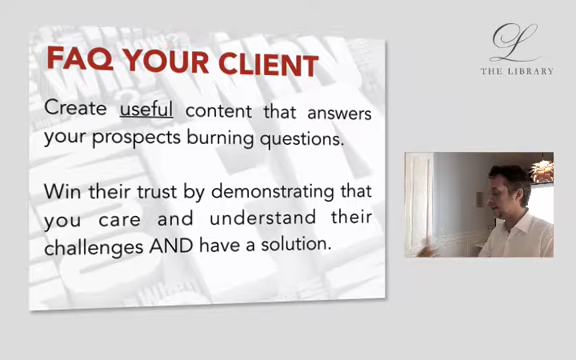 FAQ YOUR CLIENT
Create useful content that answers
your prospects burning questions.
Win their trust by demonstrating that
you care and understand their
challenges AND have a solution.
L
THE LIBRARY